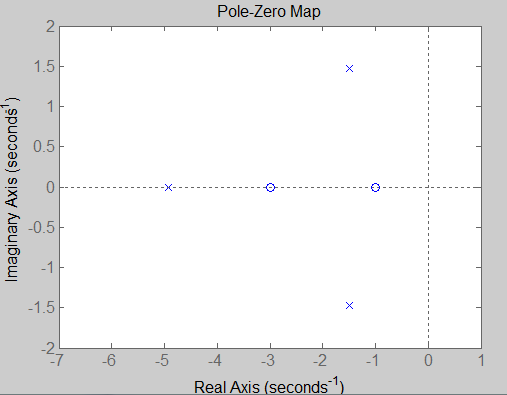 Pole-Zero Map
2
1.5
1
0.5
0
-0.5
-1
-1.5
-2
-7 -6 -5 -4 -3 -2 -1 0 1
Imaginary Axis (seconds-1)
Real Axis (seconds-1)